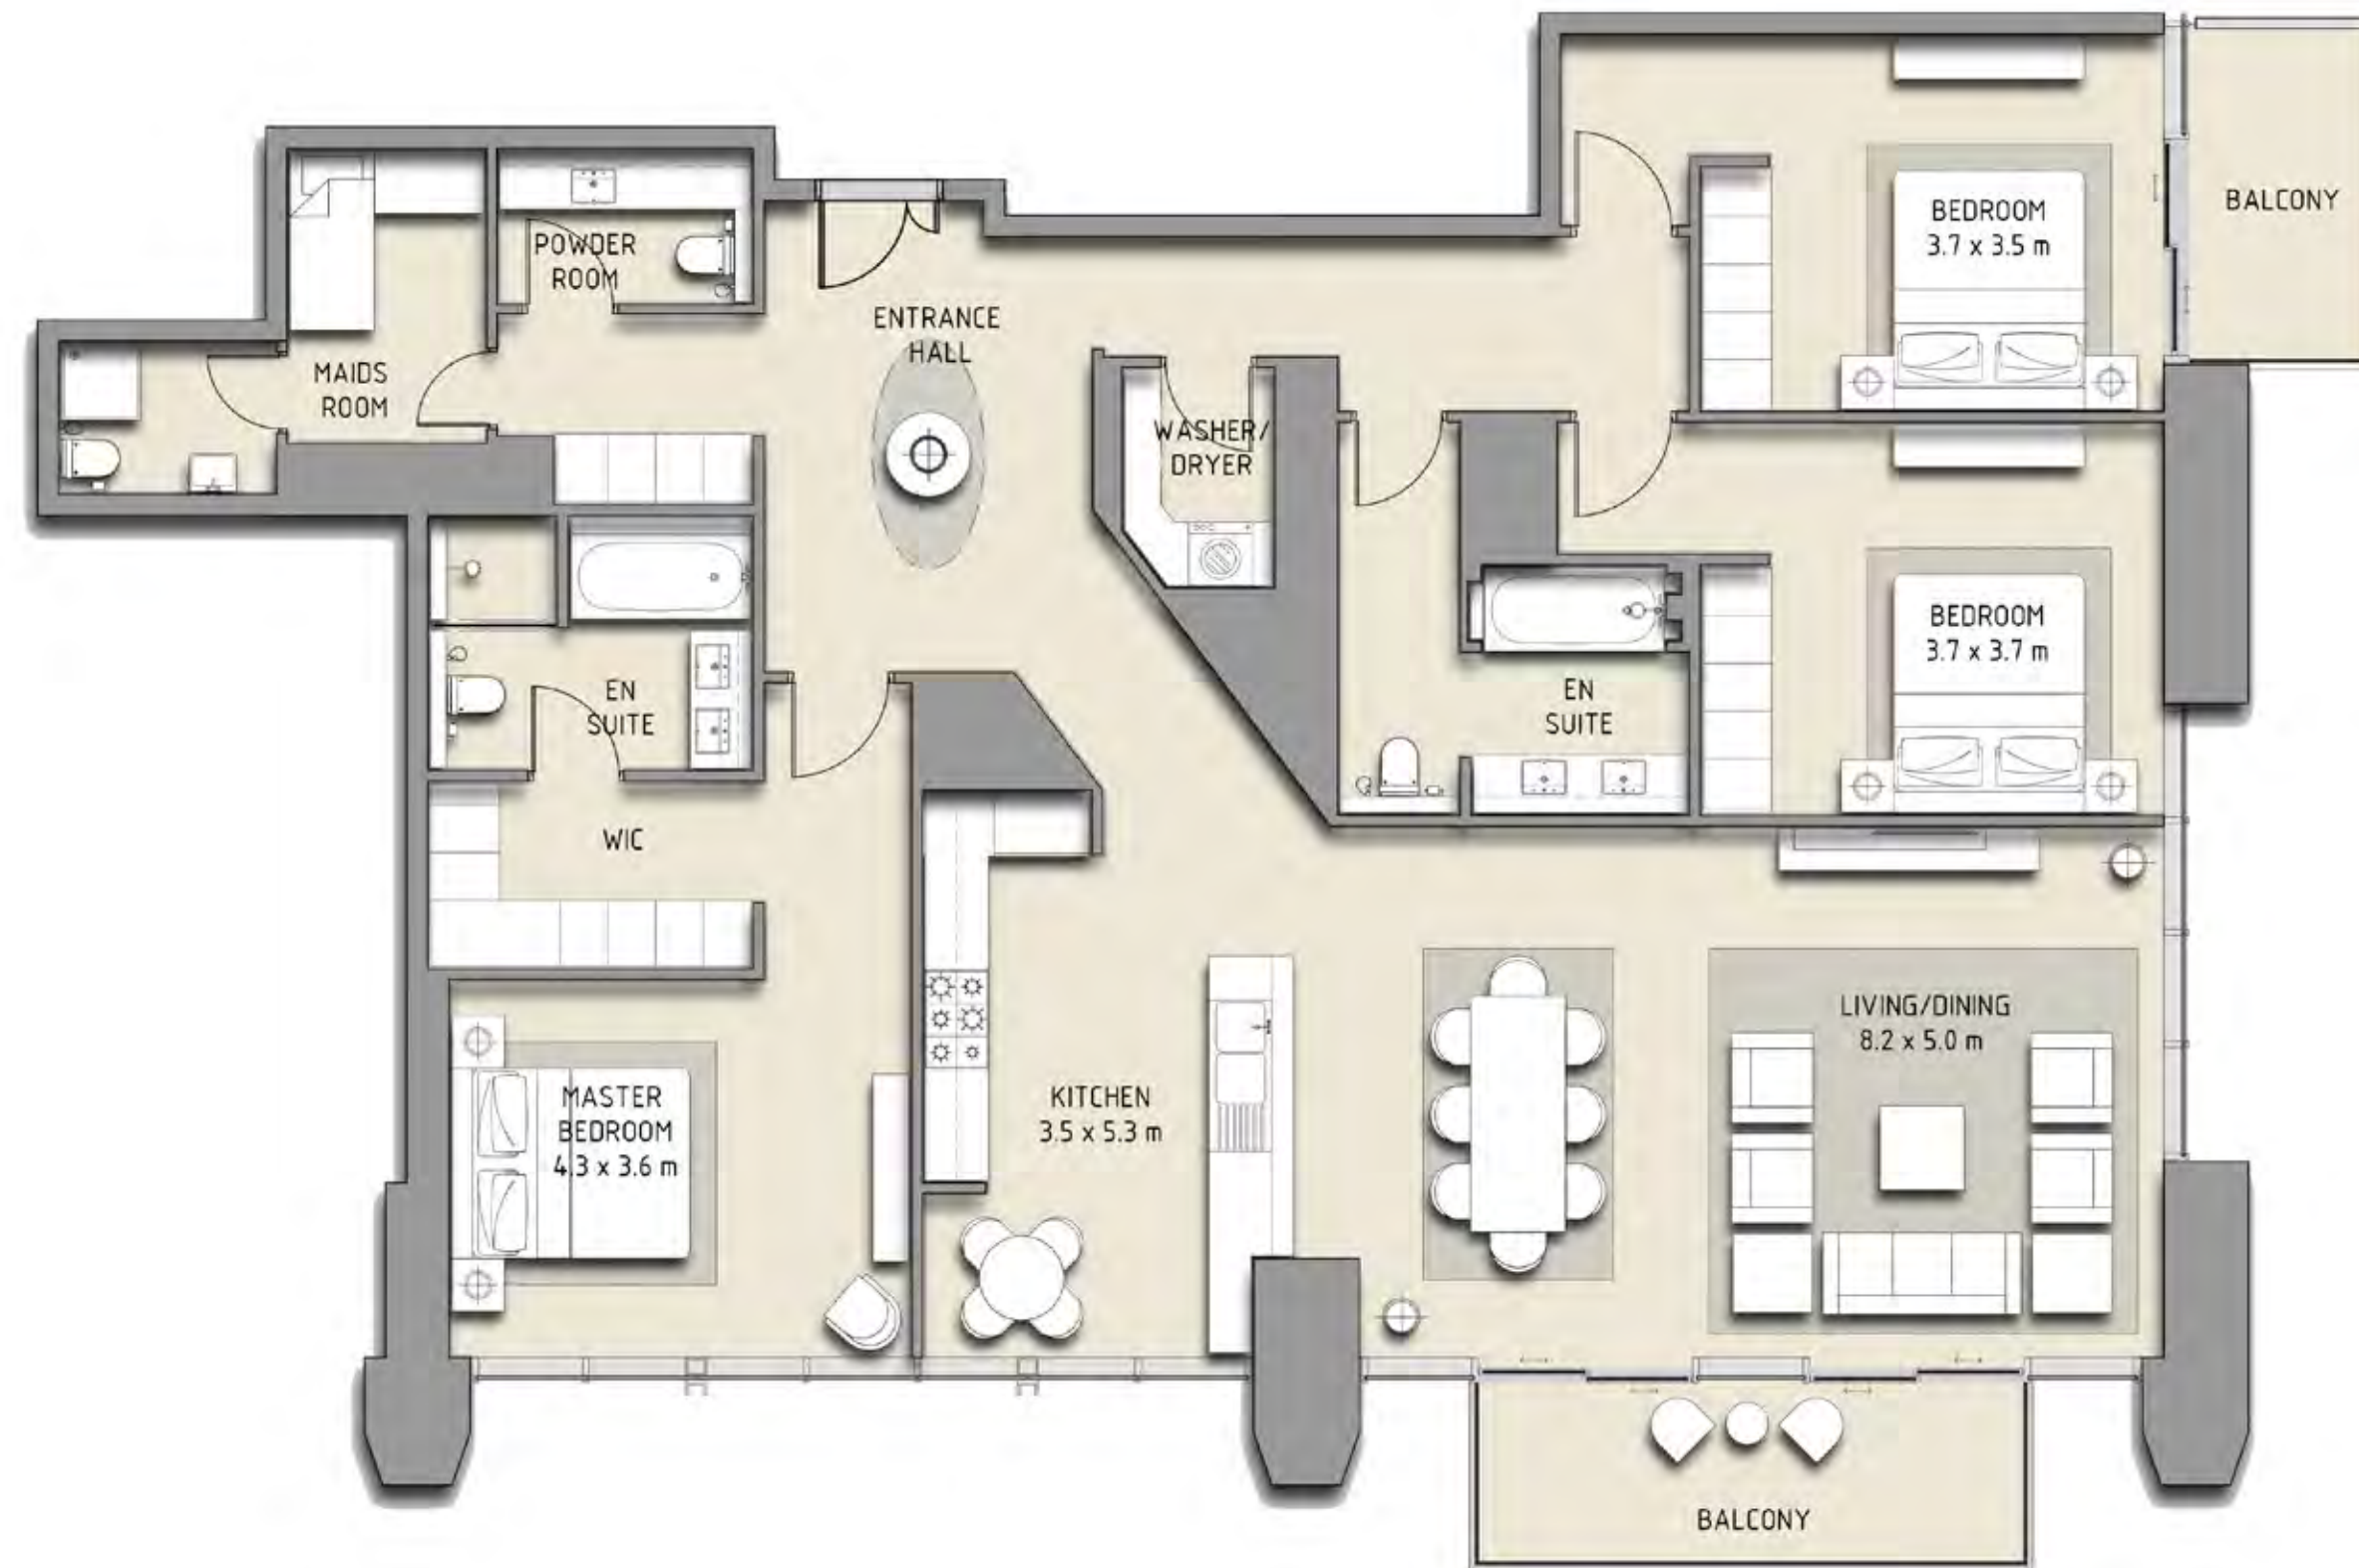 BALCONY
BEDROOM
3.7 x 3.5 m
POWDER
ROOM
ENTRANCE
HALL
MAIDS
ROOM
WASHER/
DRYER
BEDROOM
3.7 x 3.7 m
EN
SUITE
EN
SUITE
WIC
LIVING/DINING
8.2 x 5.0 m
MASTER
BEDROOM
4.3 x 3.6 m
KITCHEN
3.5 x 5.3 m
BALCONY